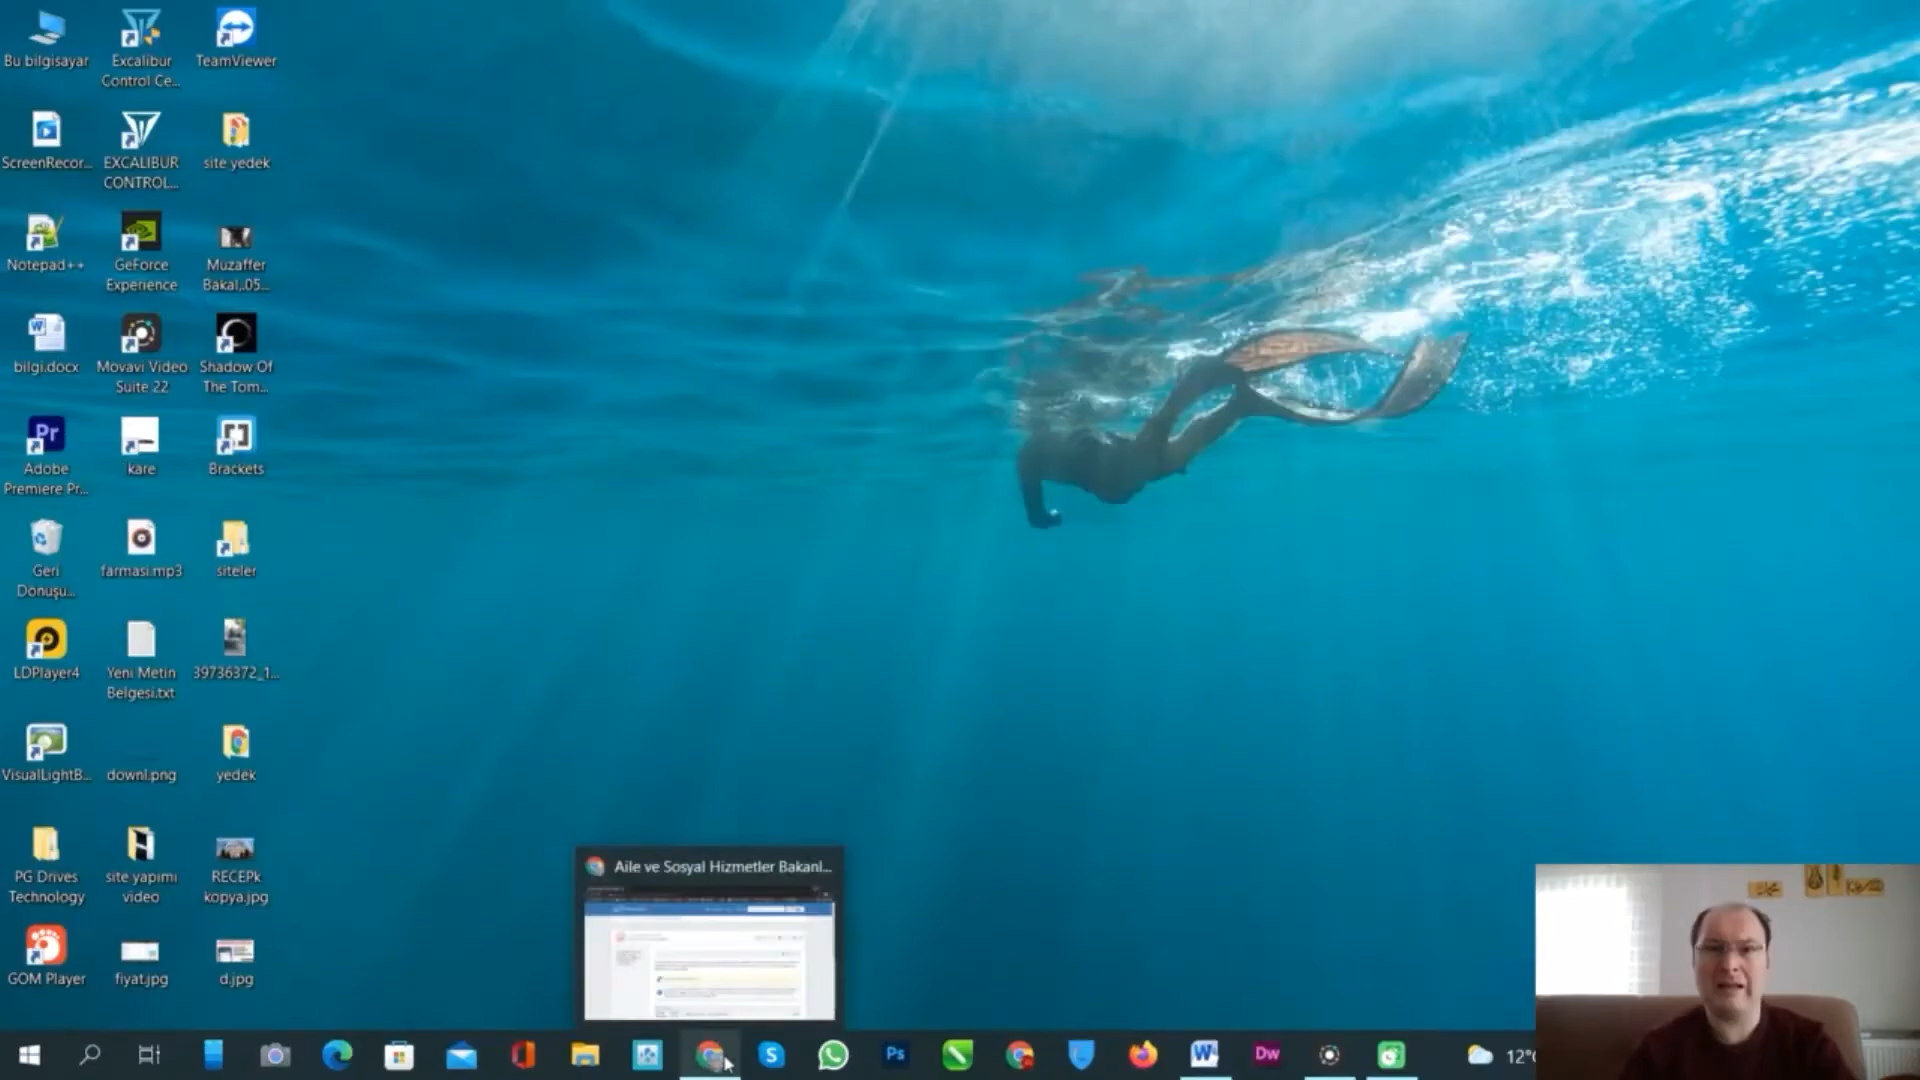 Bu bilgisayar
Excalibur
Control Ce...
TeamViewer
ScreenRecor...
EXCALIBUR
CONTROL...
site yedek
Notepad++
GeForce
Experience
Muzaffer
Bakal,.05...
bilgi.docx
Movavi Video
Suite 22
Shadow Of
The Tom...
Pr
Adobe
Premiere Pr...
kare
Brackets
Geri
Dönüşü...
farmasi.mp3
siteler
LDPlayer4
Yeni Metin
Belgesi.txt
39736372_1...
VisualLightB...
downl.png
yedek
PG Drives
Technology
site yapımı
video
RECEPk
kopya.jpg
GOM Player
fiyat.jpg
d.jpg
Aile ve Sosyal Hizmetler Bakanl...
Ps
Dw
12°